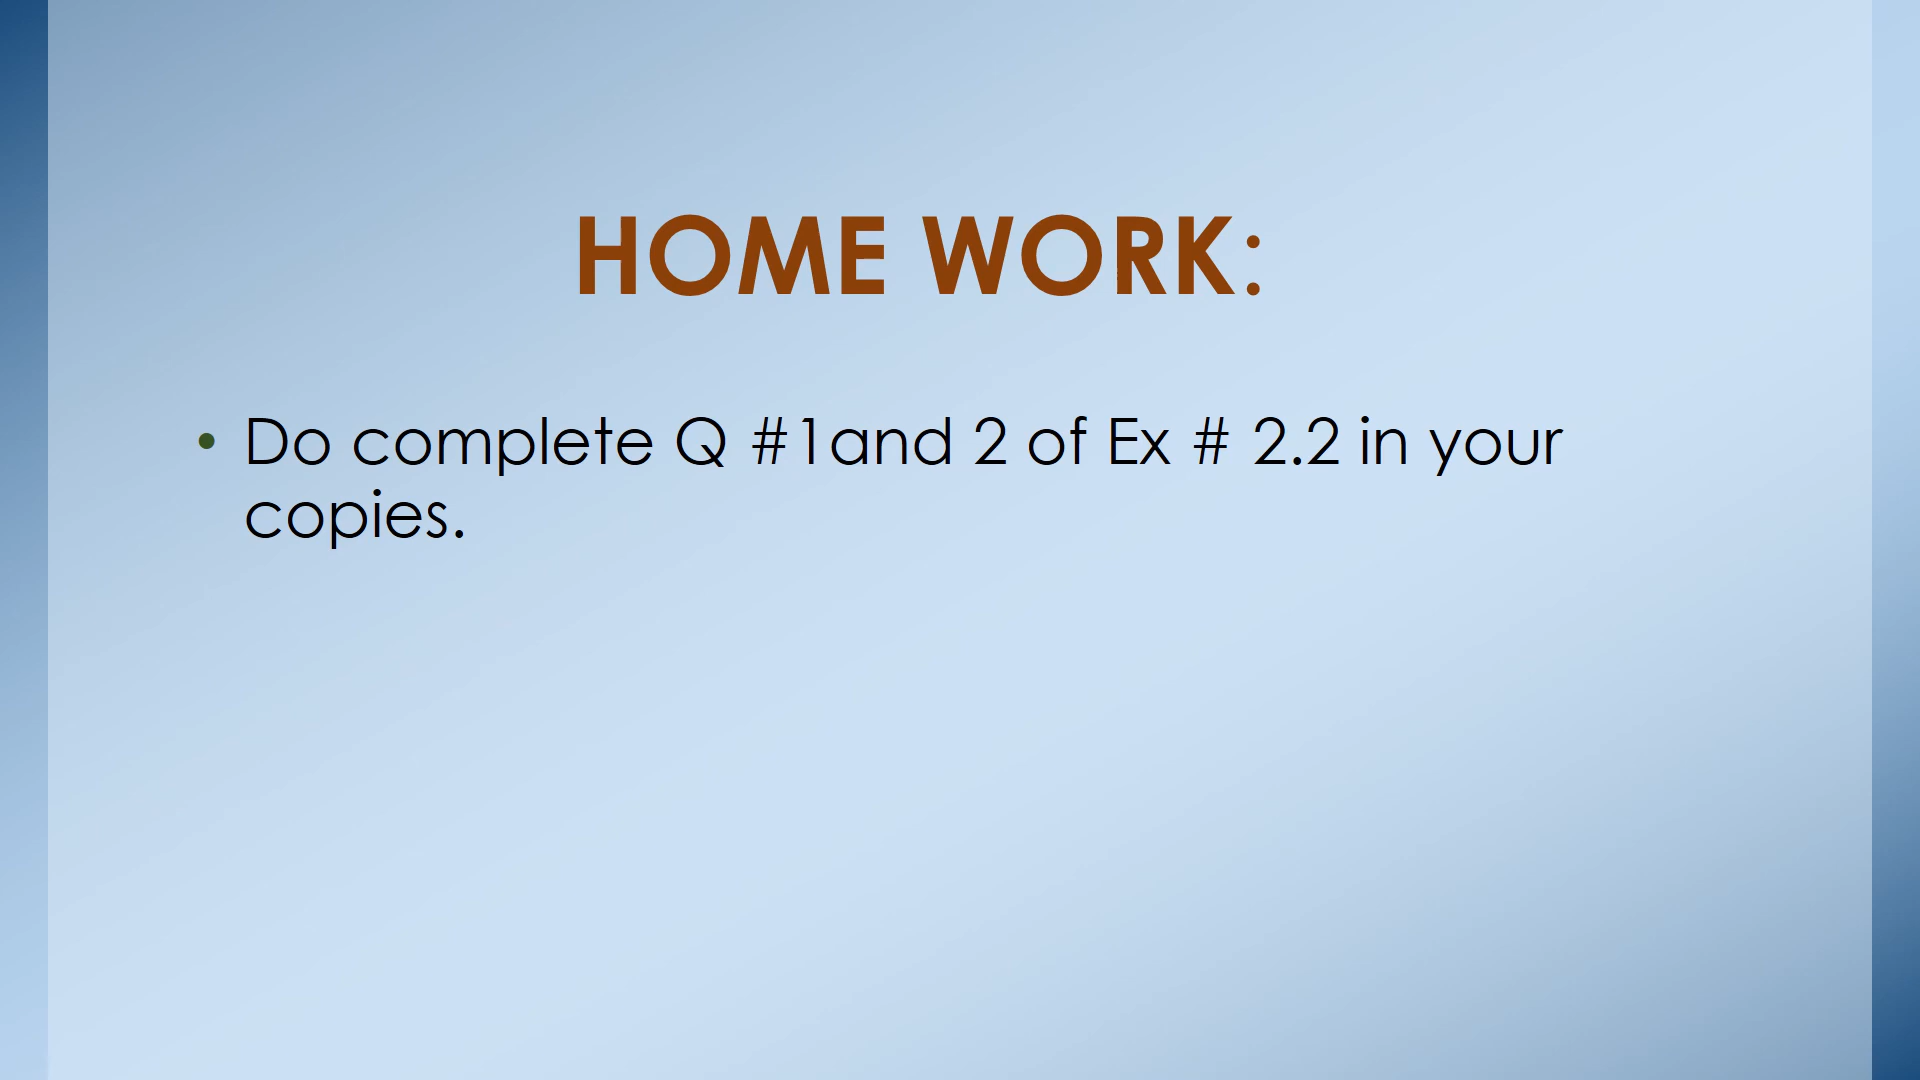 HOME WORK:
• Do complete Q #1and 2 of Ex # 2.2 in your
copies.